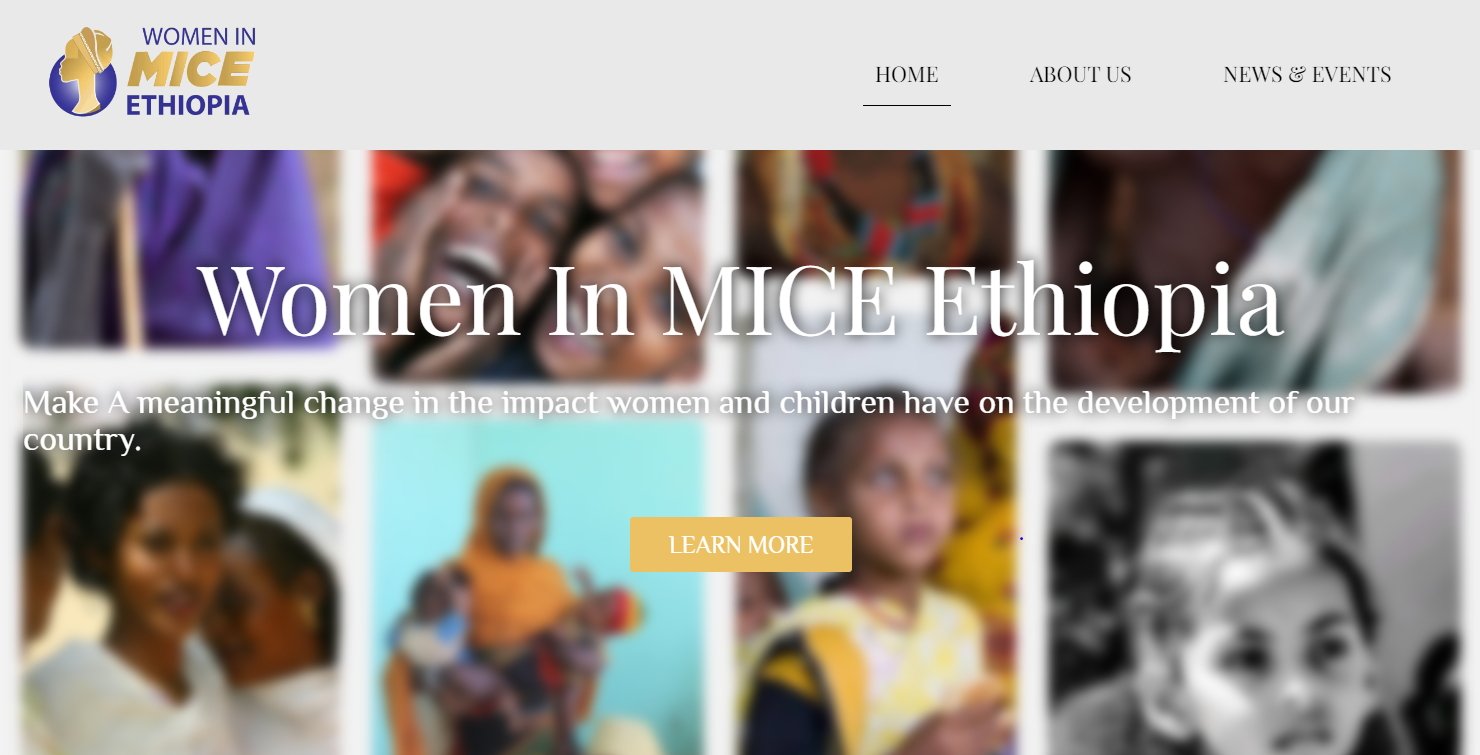 WOMEN IN
MICE
ETHIOPIA
HOME
ABOUT US
NEWS & EVENTS
Women In MICE Ethiopia
Make A meaningful change in the impact women and children have on the development of our
country.
LEARN MORE